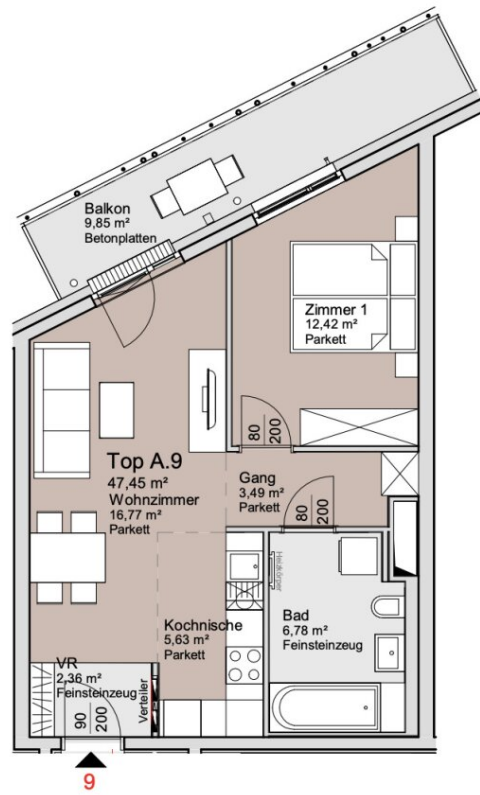 Balkon
9,85 m²
Betonplatten
Zimmer 1
12,42 m²
Parkett
80
200
Top A.9
47,45 m²
Wohnzimmer
16,77 m²
Parkett
Gang
3,49 m²
Parkett
80
200
Heizkörper
Kochnische
5,63 m²
Parkett
Bad
6,78 m²
Feinsteinzeug
VR
2,36 m²
Feinsteinzeug
Verteiler
90
200
9